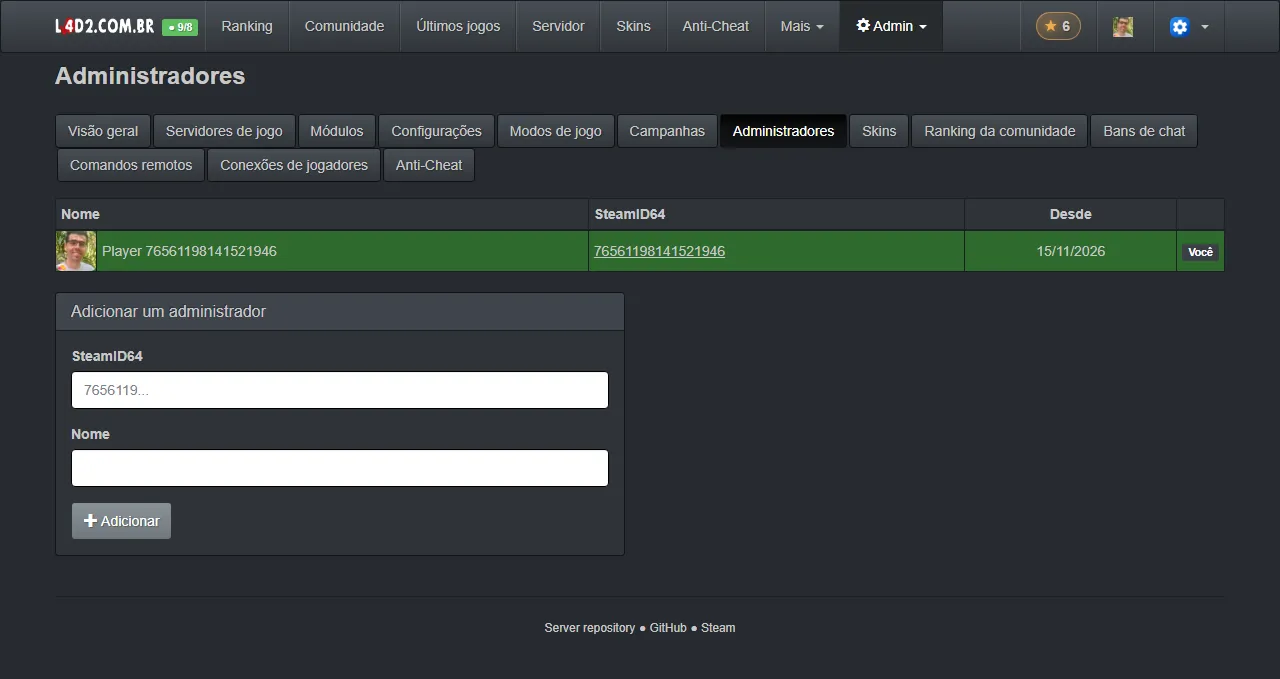 L4D2.COM.BR 9/8 Ranking Comunidade Últimos jogos Servidor Skins Anti-Cheat Mais Admin 6
Administradores
Visão geral Servidores de jogo Módulos Configurações Modos de jogo Campanhas Administradores Skins Ranking da comunidade Bans de chat
Comandos remotos Conexões de jogadores Anti-Cheat
Nome SteamID64 Desde
Player 76561198141521946 76561198141521946 15/11/2026 Você
Adicionar um administrador
SteamID64
7656119...
Nome
Adicionar
Server repository ● GitHub ● Steam